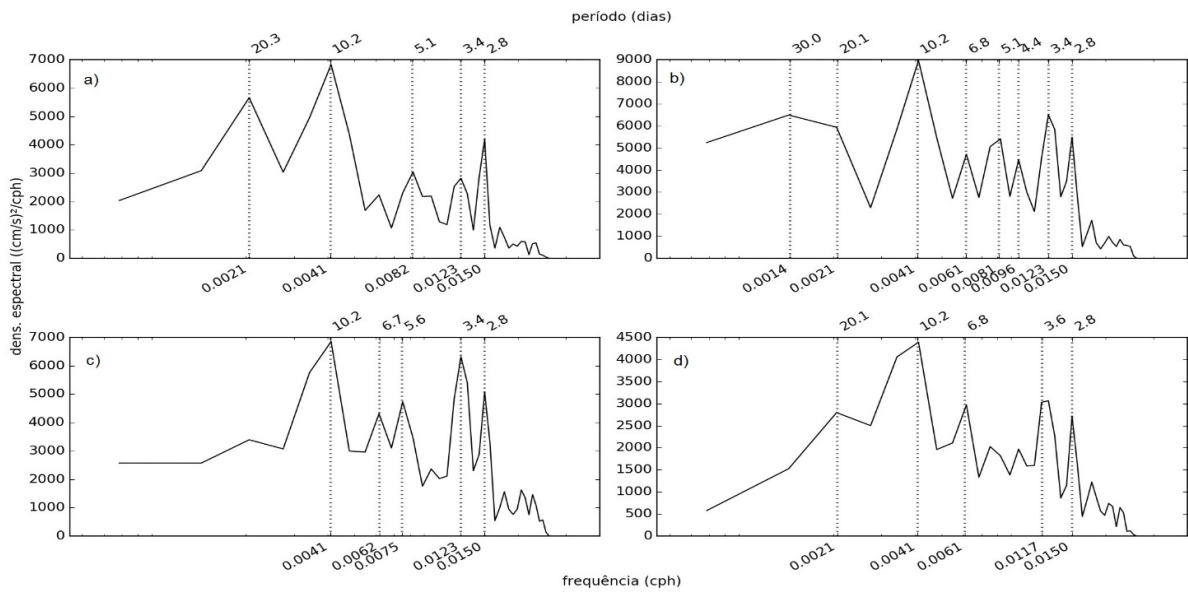 período (dias)
20.3 10.2 5.1 3.4 2.8
30.0 20.1 10.2 6.8 5.1 4.4 3.4 2.8
a)
7000
6000
5000
4000
3000
2000
1000
0
b)
9000
8000
7000
6000
5000
4000
3000
2000
1000
0
0.0021 0.0041 0.0082 0.0123 0.0150
0.0014 0.0021 0.0041 0.0061 0.0081 0.0096 0.0123 0.0150
dens. espectral ((cm/s)²/cph)
10.2 6.7 5.6 3.4 2.8
20.1 10.2 6.8 3.6 2.8
c)
7000
6000
5000
4000
3000
2000
1000
0
d)
4500
4000
3500
3000
2500
2000
1500
1000
500
0
0.0041 0.0062 0.0075 0.0123 0.0150
0.0021 0.0041 0.0061 0.0117 0.0150
frequência (cph)